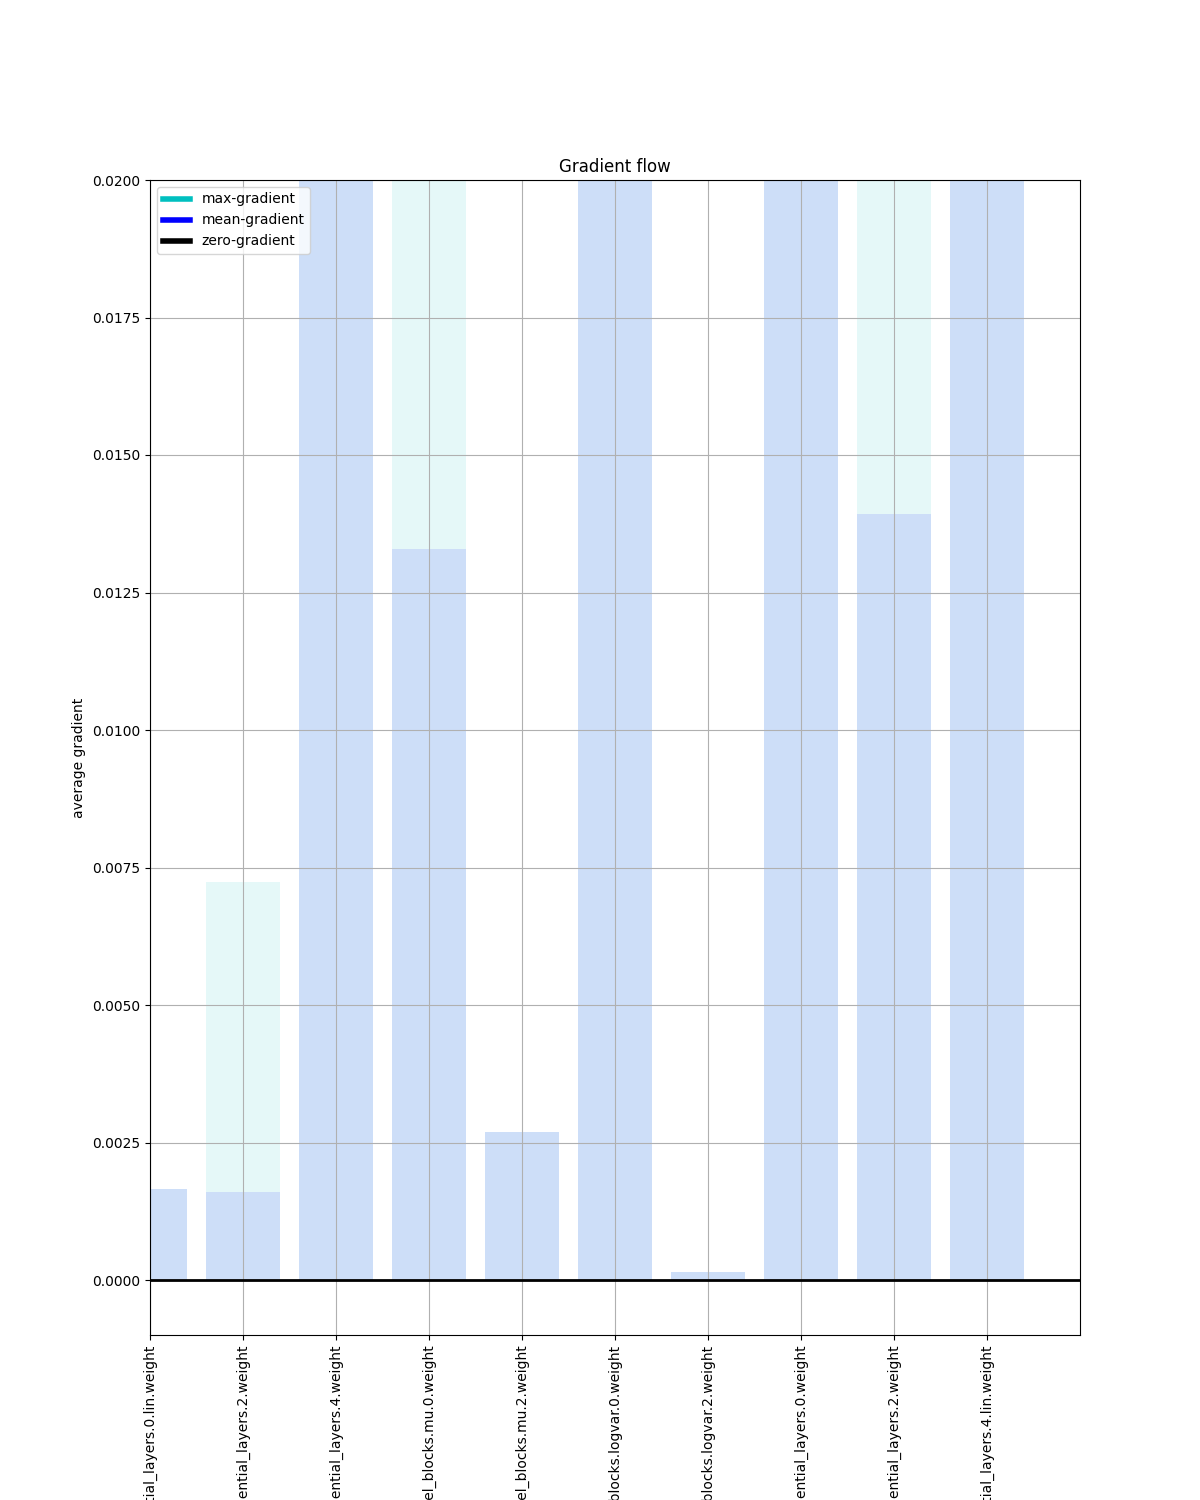 Gradient flow
max-gradient
mean-gradient
zero-gradient
0.0200
0.0175
0.0150
0.0125
0.0100
0.0075
0.0050
0.0025
0.0000
average gradient
tial_layers.0.lin.weight
ential_layers.2.weight
ential_layers.4.weight
el_blocks.mu.0.weight
el_blocks.mu.2.weight
blocks.logvar.0.weight
blocks.logvar.2.weight
ential_layers.0.weight
ential_layers.2.weight
tial_layers.4.lin.weight